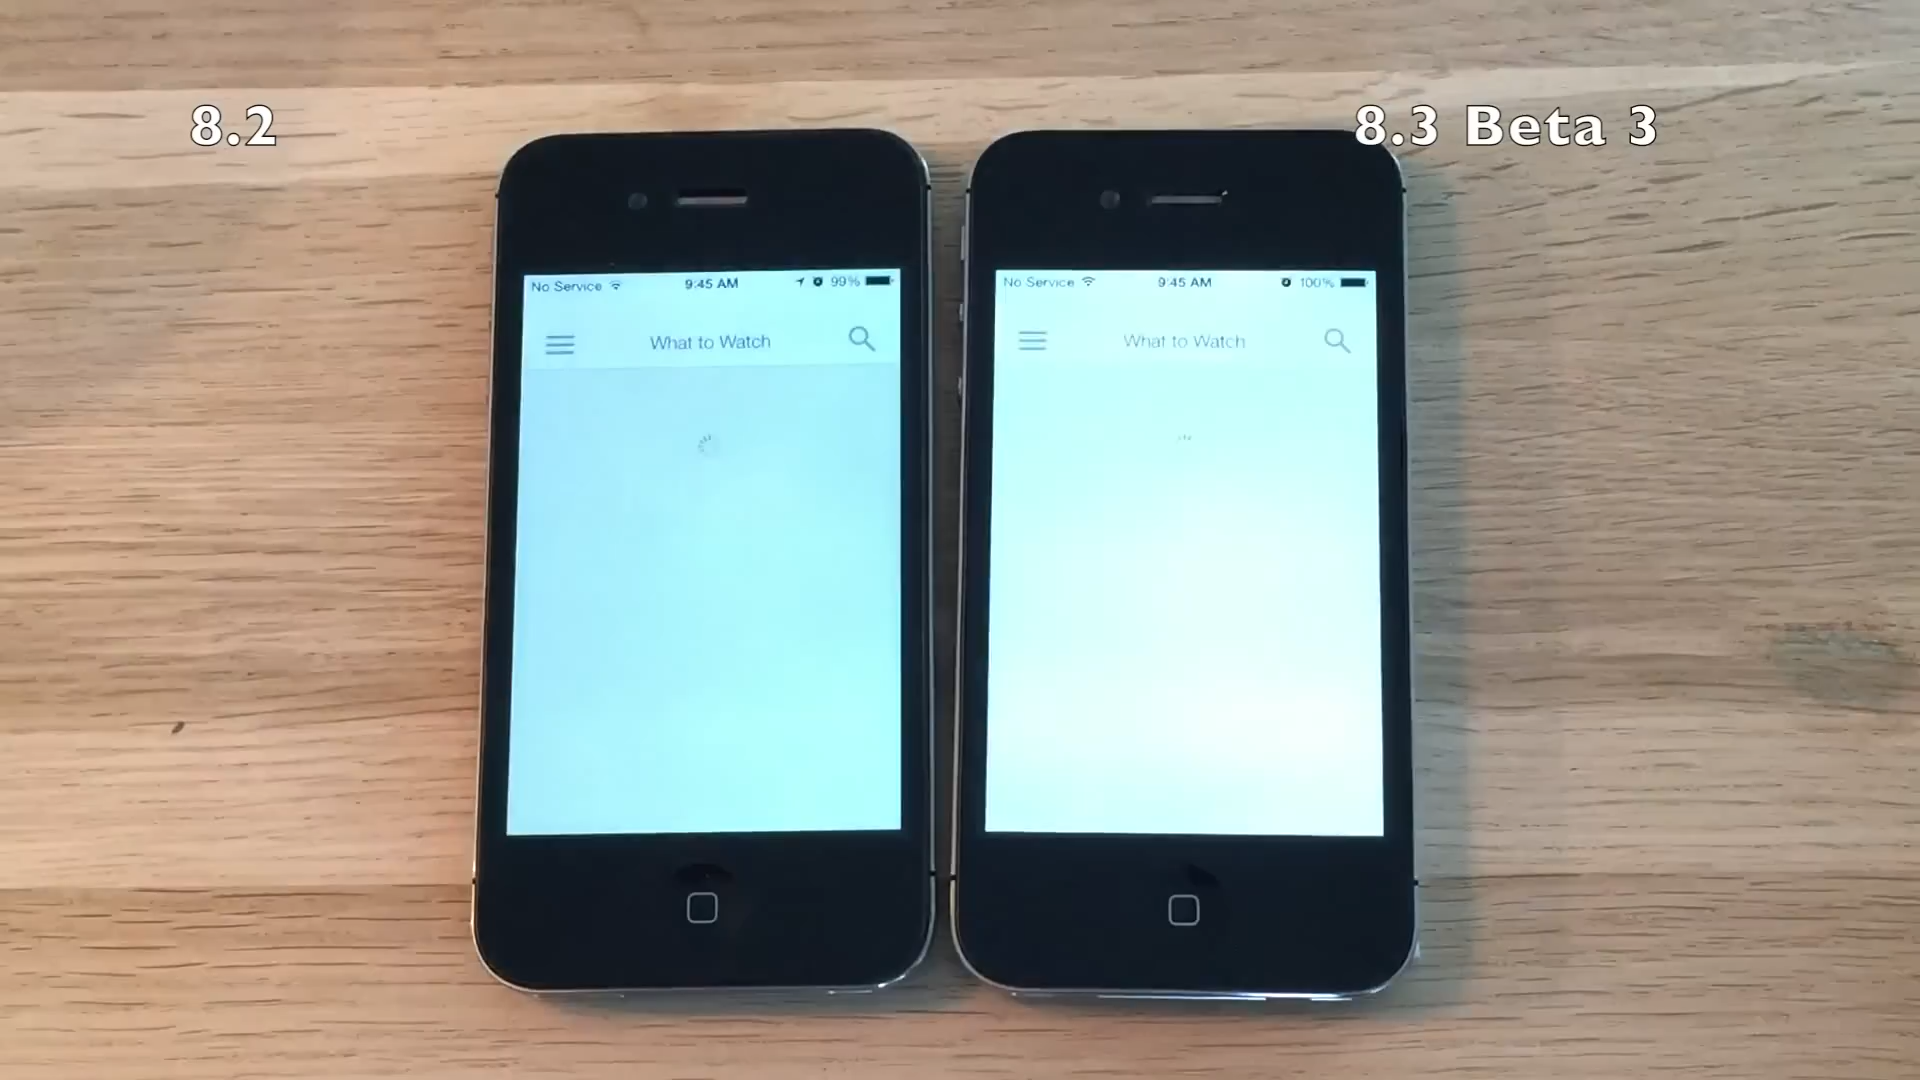 8.2
8.3 Beta 3
No Service 9:45 AM 99%
What to Watch
No Service 9:45 AM 100%
What to Watch